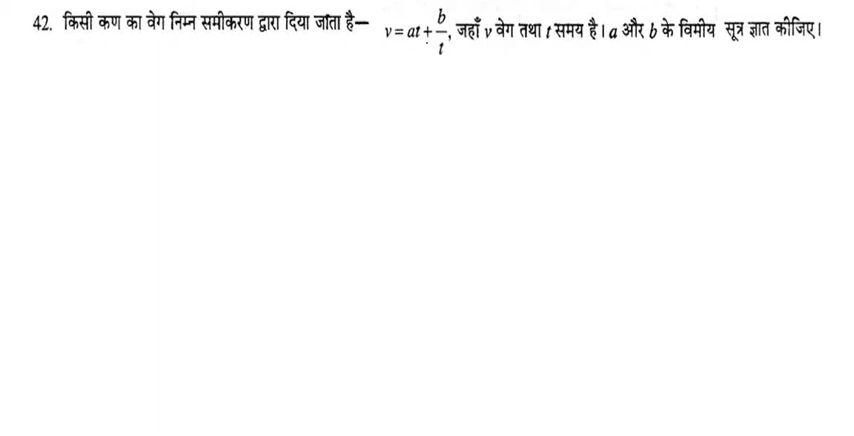 42. किसी कण का वेग निम्न समीकरण द्वारा दिया जाता है— v = at + b/t, जहाँ v वेग तथा t समय है। a और b के विमीय सूत्र ज्ञात कीजिए।